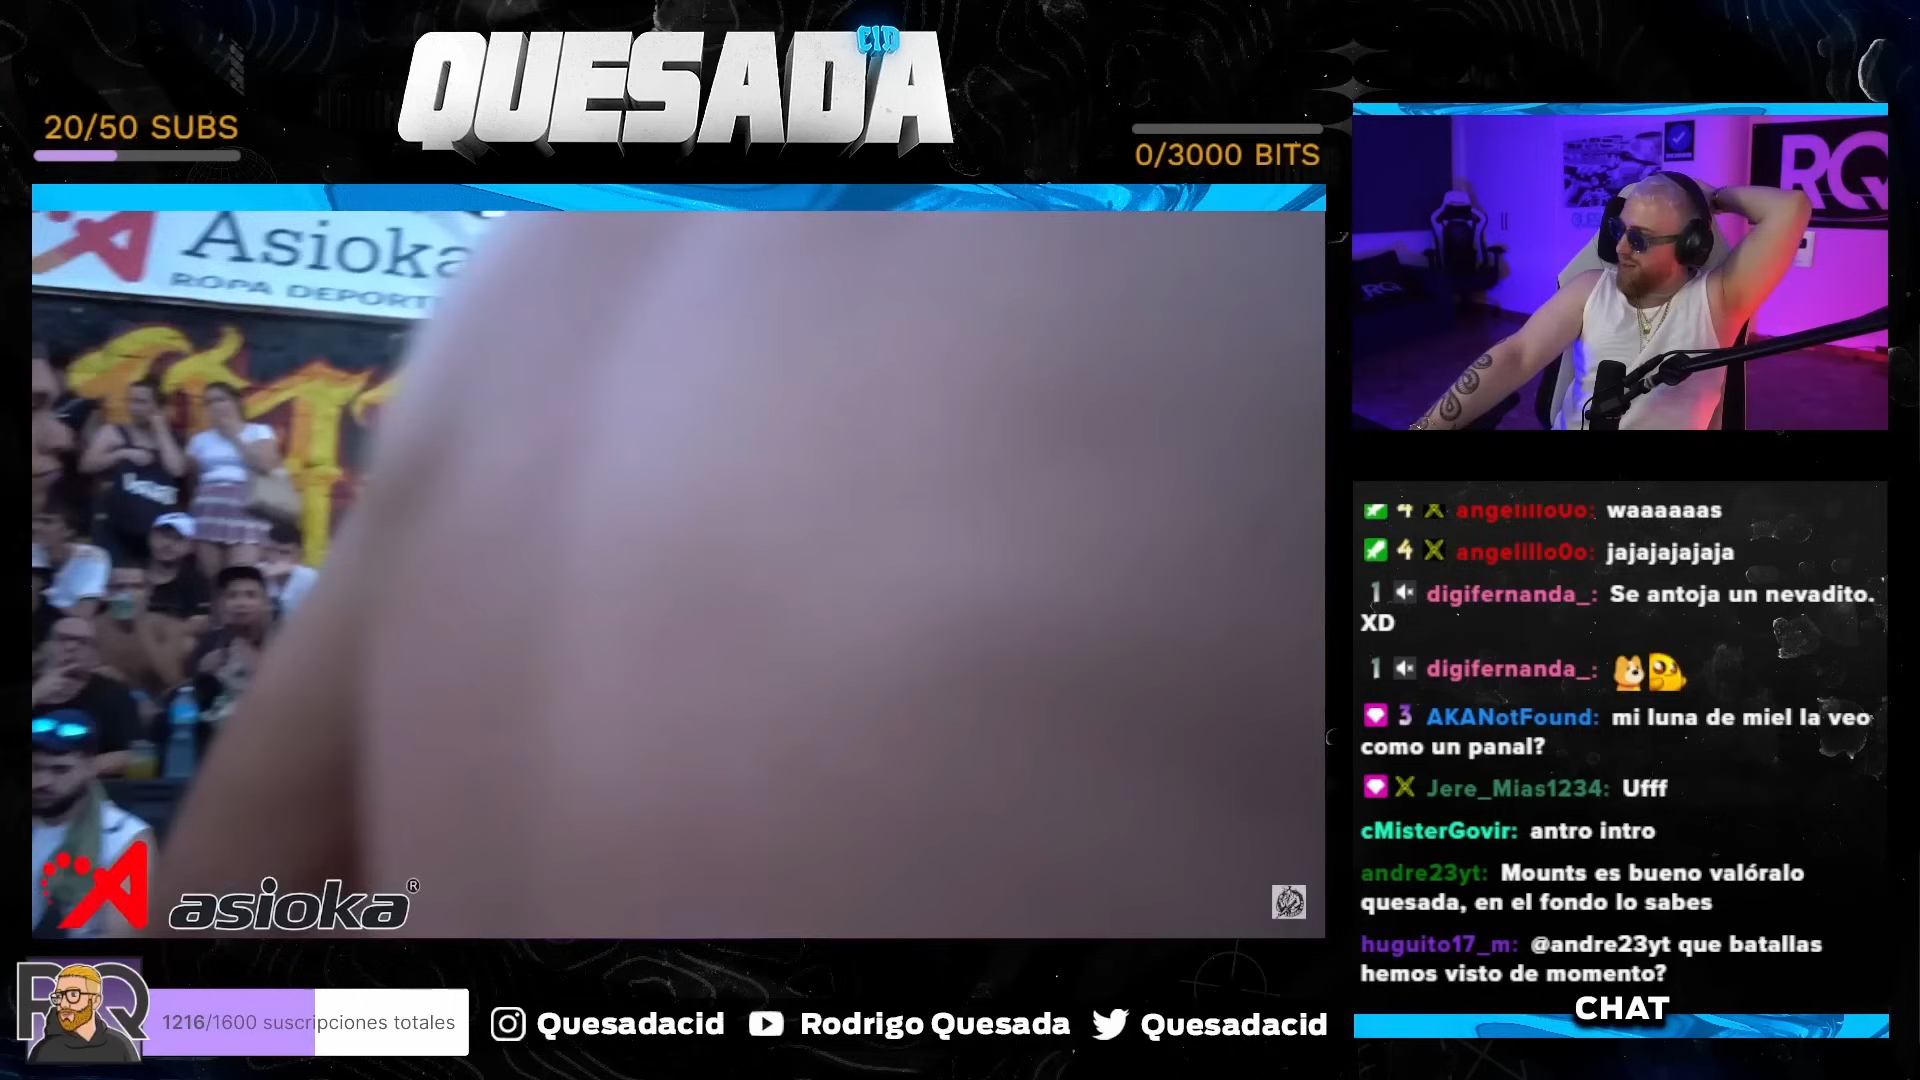 QUESADA
CID
20/50 SUBS
0/3000 BITS
Asioka
ROPA DEPORT
asioka®
RQ
angelillo0o: waaaaaas
4 angelillo0o: jajajajajaja
1 digifernanda_: Se antoja un nevadito.
XD
1 digifernanda_:
3 AKANotFound: mi luna de miel la veo
como un panal?
Jere_Mias1234: Ufff
cMisterGovir: antro intro
andre23yt: Mounts es bueno valóralo
quesada, en el fondo lo sabes
huguito17_m: @andre23yt que batallas
hemos visto de momento?
CHAT
RQ
1216/1600 suscripciones totales
Quesadacid
Rodrigo Quesada
Quesadacid